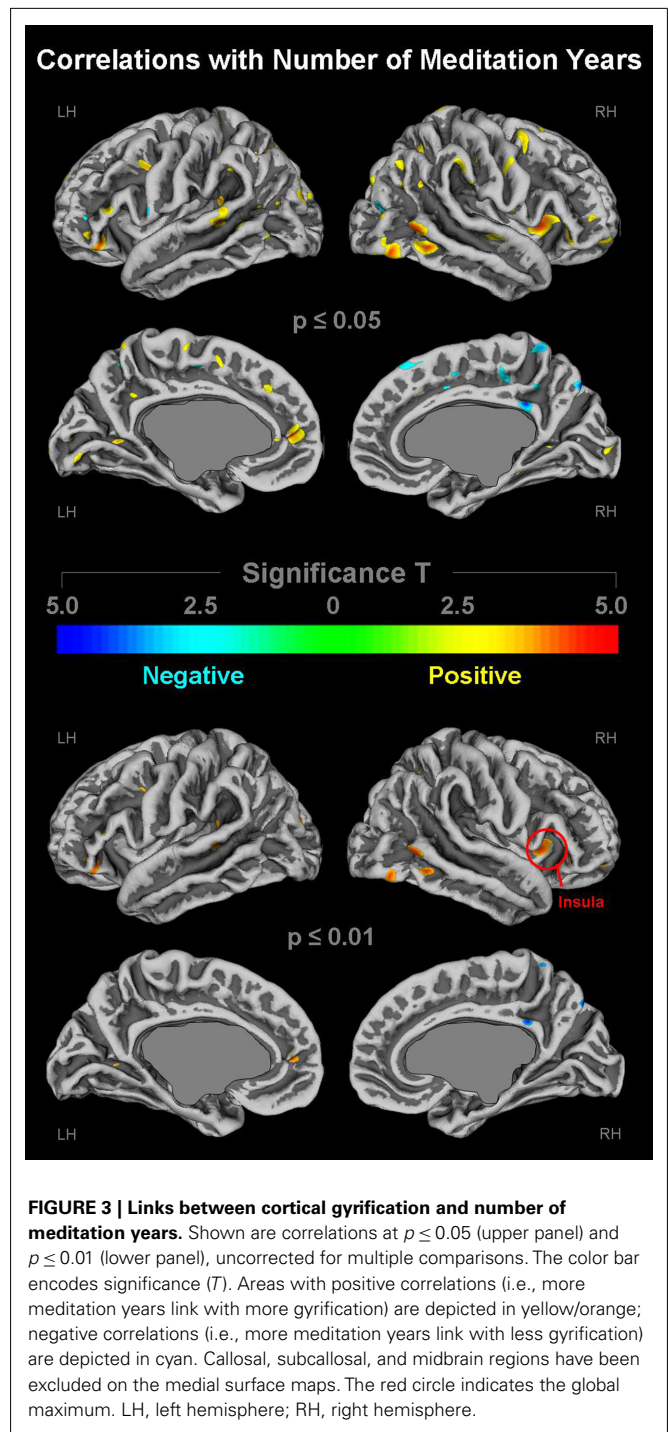 Correlations with Number of Meditation Years
LH
RH
p ≤ 0.05
LH
RH
Significance T
5.0 2.5 0 2.5 5.0
Negative Positive
LH
RH
Insula
p ≤ 0.01
LH
RH
FIGURE 3 | Links between cortical gyrification and number of
meditation years. Shown are correlations at p ≤ 0.05 (upper panel) and
p ≤ 0.01 (lower panel), uncorrected for multiple comparisons. The color bar
encodes significance (T). Areas with positive correlations (i.e., more
meditation years link with more gyrification) are depicted in yellow/orange;
negative correlations (i.e., more meditation years link with less gyrification)
are depicted in cyan. Callosal, subcallosal, and midbrain regions have been
excluded on the medial surface maps. The red circle indicates the global
maximum. LH, left hemisphere; RH, right hemisphere.